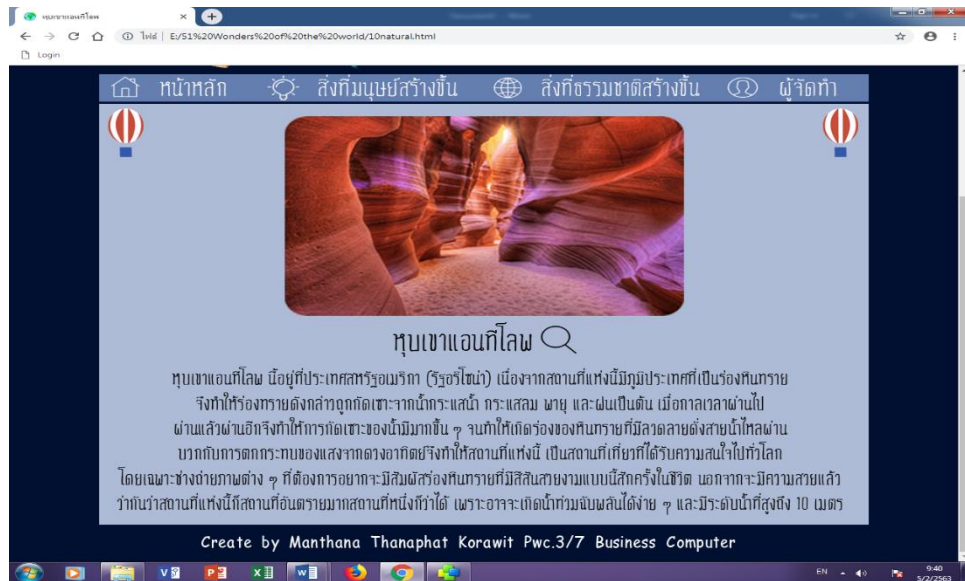 หุบเขาแอนทีโลพ
ไฟล์ | E:/51%20Wonders%20of%20the%20world/10natural.html
Login
หน้าหลัก สิ่งที่มนุษย์สร้างขึ้น สิ่งที่ธรรมชาติสร้างขึ้น ผู้จัดทำ
หุบเขาแอนทีโลพ
หุบเขาแอนทีโลพ นี้อยู่ที่ประเทศสหรัฐอเมริกา (รัฐอริโซน่า) เนื่องจากสถานที่แห่งนี้มีภูมิประเทศที่เป็นร่องหินทราย
จึงทำให้ร่องทรายดังกล่าวถูกกัดเซาะจากน้ำกระแสน้ำ กระแสลม พายุ และฝนเป็นต้น เมื่อกาลเวลาผ่านไป
ผ่านแล้วผ่านอีกจึงทำให้การกัดเซาะของน้ำมีมากขึ้น ๆ จนทำให้เกิดร่องของหินทรายที่มีลวดลายดั่งสายน้ำไหลผ่าน
บวกกับการตกกระทบของแสงจากดวงอาทิตย์จึงทำให้สถานที่แห่งนี้ เป็นสถานที่เที่ยวที่ได้รับความสนใจไปทั่วโลก
โดยเฉพาะช่างถ่ายภาพต่าง ๆ ที่ต้องการอยากจะมีสัมผัสร่องหินทรายที่มีสีสันสวยงามแบบนี้สักครั้งในชีวิต นอกจากจะมีความสวยแล้ว
ว่ากันว่าสถานที่แห่งนี้ก็สถานที่อันตรายมากสถานที่หนึ่งก็ว่าได้ เพราะอาจจะเกิดน้ำท่วมฉับพลันได้ง่าย ๆ และมีระดับน้ำที่สูงถึง 10 เมตร
Create by Manthana Thanaphat Korawit Pwc.3/7 Business Computer
EN 9:40
5/2/2563